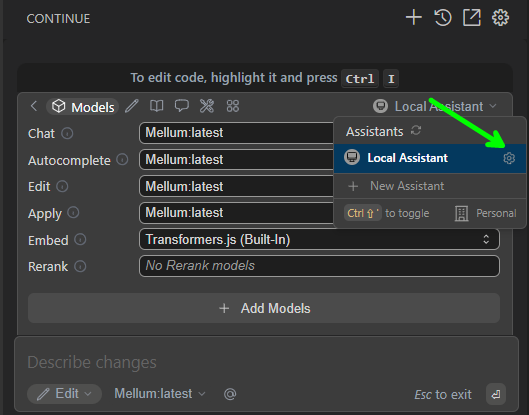 CONTINUE
To edit code, highlight it and press Ctrl I
Models
Local Assistant
Assistants
Local Assistant
New Assistant
Ctrl ⇧ ' to toggle
Personal
Chat
Mellum:latest
Autocomplete
Mellum:latest
Edit
Mellum:latest
Apply
Mellum:latest
Embed
Transformers.js (Built-In)
Rerank
No Rerank models
+ Add Models
Describe changes
Edit
Mellum:latest
@
Esc to exit